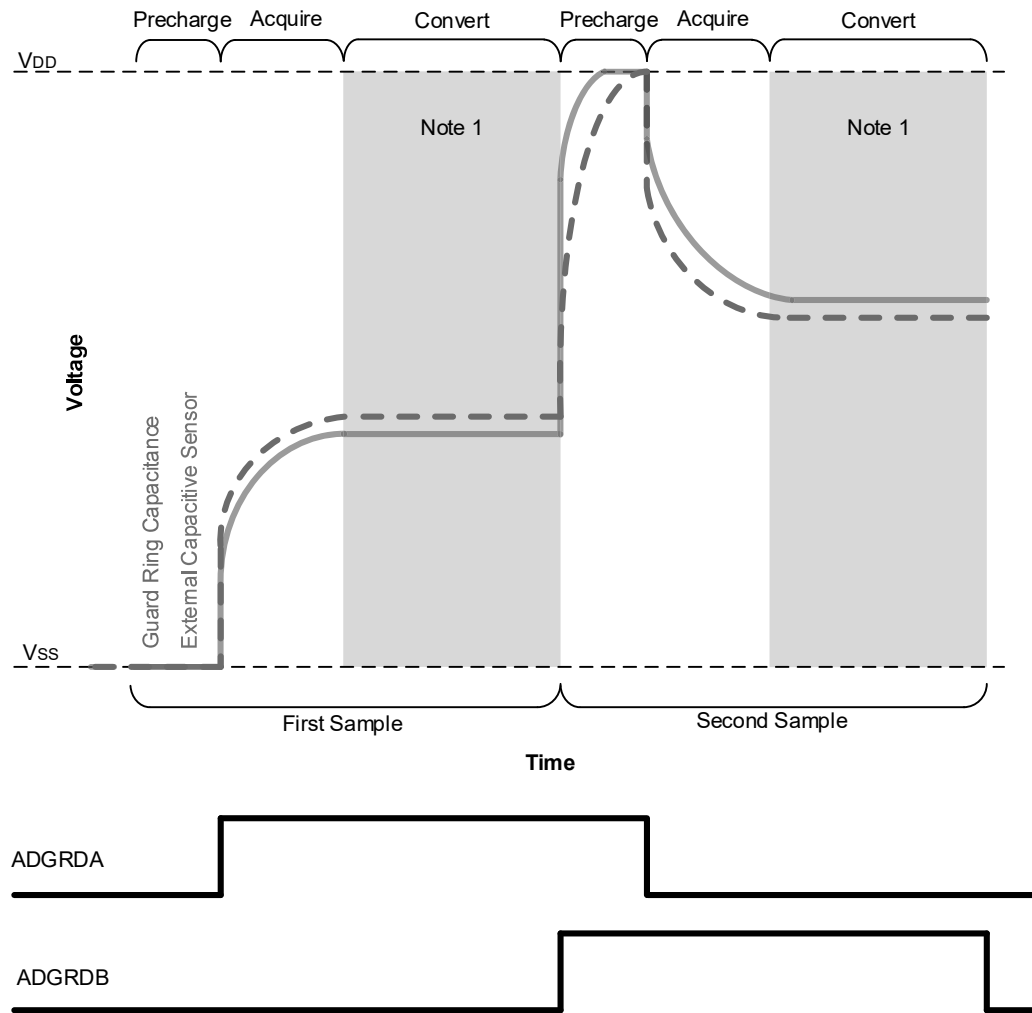 Precharge Acquire Convert Precharge Acquire Convert
VDD
Note 1 Note 1
Voltage
Guard Ring Capacitance
External Capacitive Sensor
VSS
First Sample Second Sample
Time
ADGRDA
ADGRDB